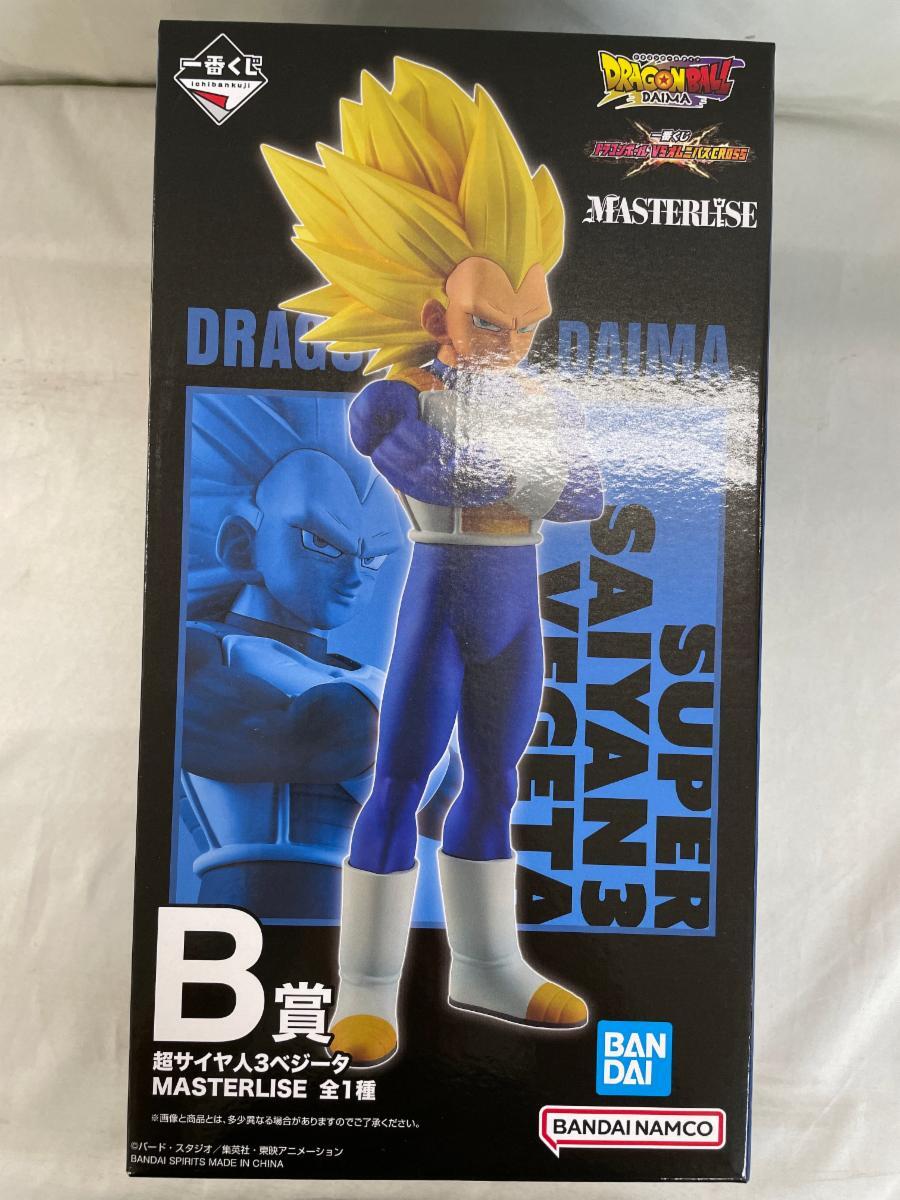 一番くじ
ichibankuji
DRAGONBALL
DAIMA
一番くじ
ドラゴンボール VSオムニバスCROSS
MASTERLISE
DRAGO DAIMA
SUPER
SAIYAN 3
VEGETA
B賞
超サイヤ人3ベジータ
MASTERLISE 全1種
※画像と商品とは、多少異なる場合がありますのでご了承ください。
©バード・スタジオ／集英社・東映アニメーション
BANDAI SPIRITS MADE IN CHINA
BAN
DAI
BANDAI NAMCO